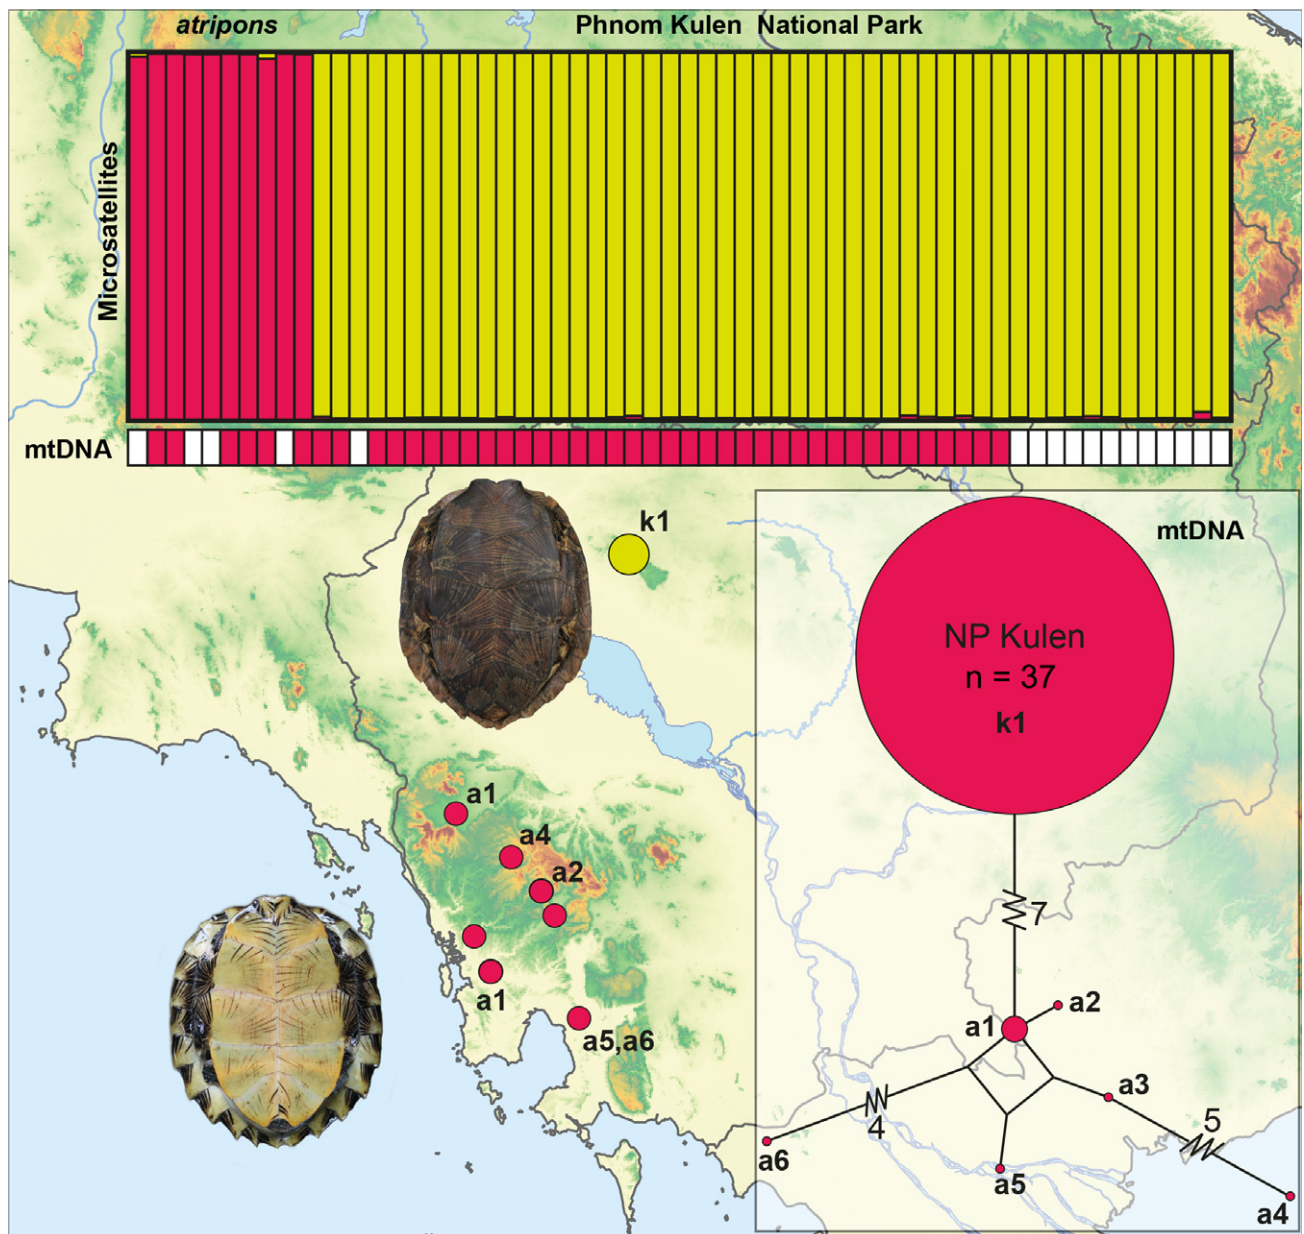 atripons
Phnom Kulen National Park
Microsatellites
mtDNA
k1
mtDNA
NP Kulen
n = 37
k1
a1
a4
a2
a1
a5,a6
7
a2
a1
a3
5
4
a6
a5
a4